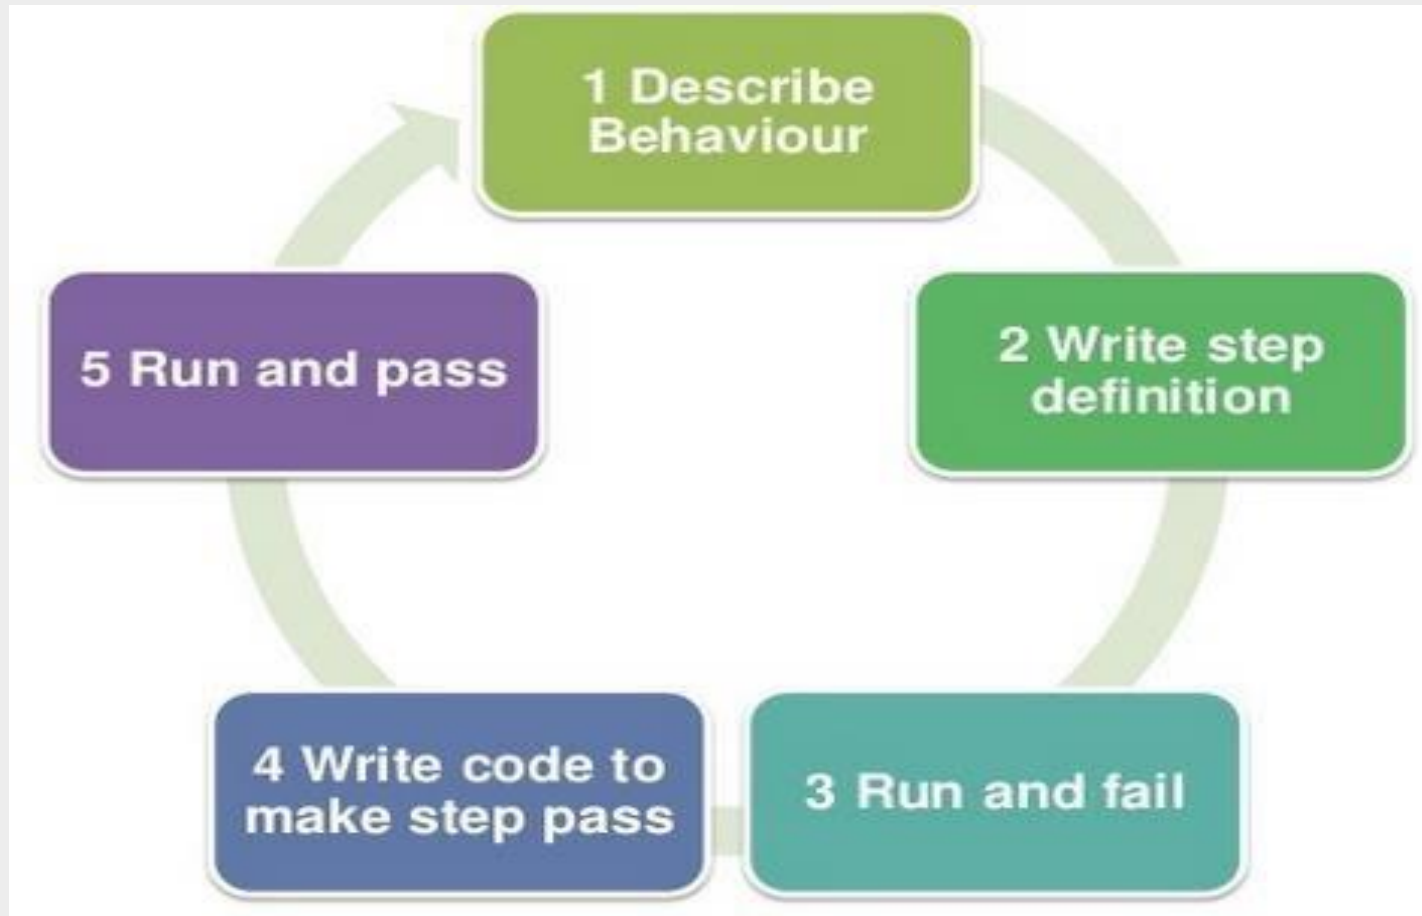 1 Describe
Behaviour
2 Write step
definition
3 Run and fail
4 Write code to
make step pass
5 Run and pass